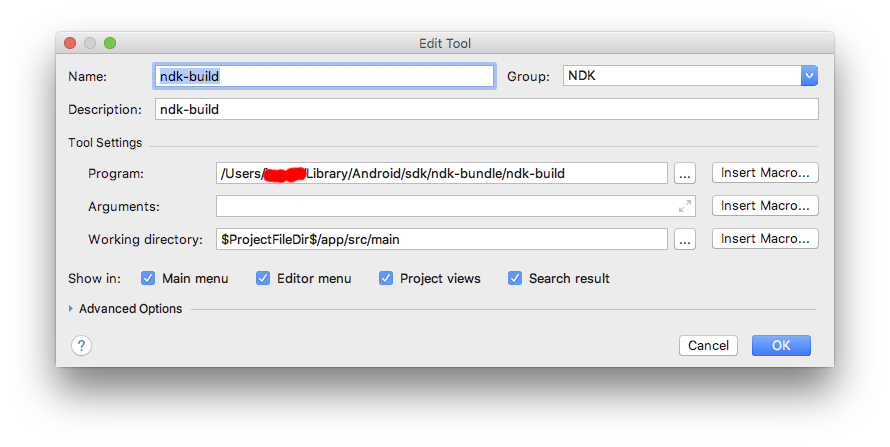 Edit Tool
Name: ndk-build Group: NDK
Description: ndk-build
Tool Settings
Program: /Users/ /Library/Android/sdk/ndk-bundle/ndk-build ... Insert Macro...
Arguments: Insert Macro...
Working directory: $ProjectFileDir$/app/src/main ... Insert Macro...
Show in: Main menu Editor menu Project views Search result
Advanced Options
? Cancel OK